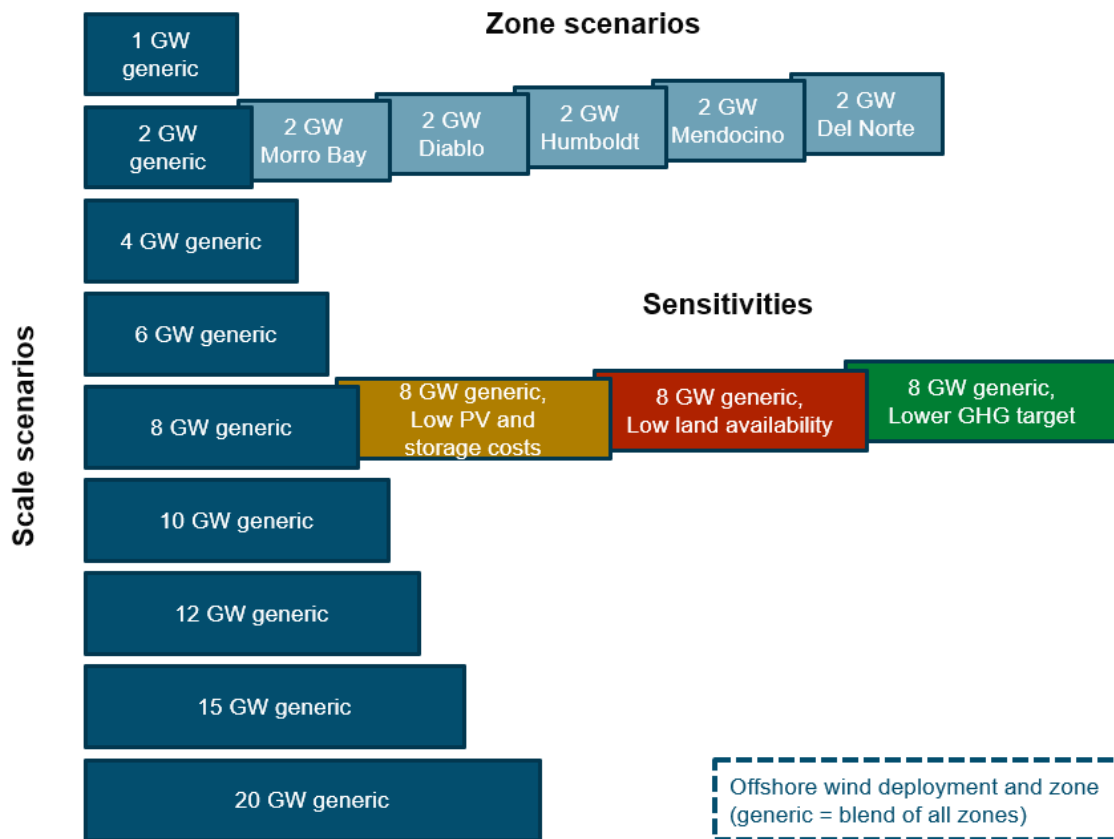 Zone scenarios
1 GW
generic
2 GW
generic
2 GW
Morro Bay
2 GW
Diablo
2 GW
Humboldt
2 GW
Mendocino
2 GW
Del Norte
4 GW generic
6 GW generic
Sensitivities
8 GW generic
8 GW generic,
Low PV and
storage costs
8 GW generic,
Low land availability
8 GW generic,
Lower GHG target
10 GW generic
12 GW generic
15 GW generic
20 GW generic
Scale scenarios
Offshore wind deployment and zone
(generic = blend of all zones)